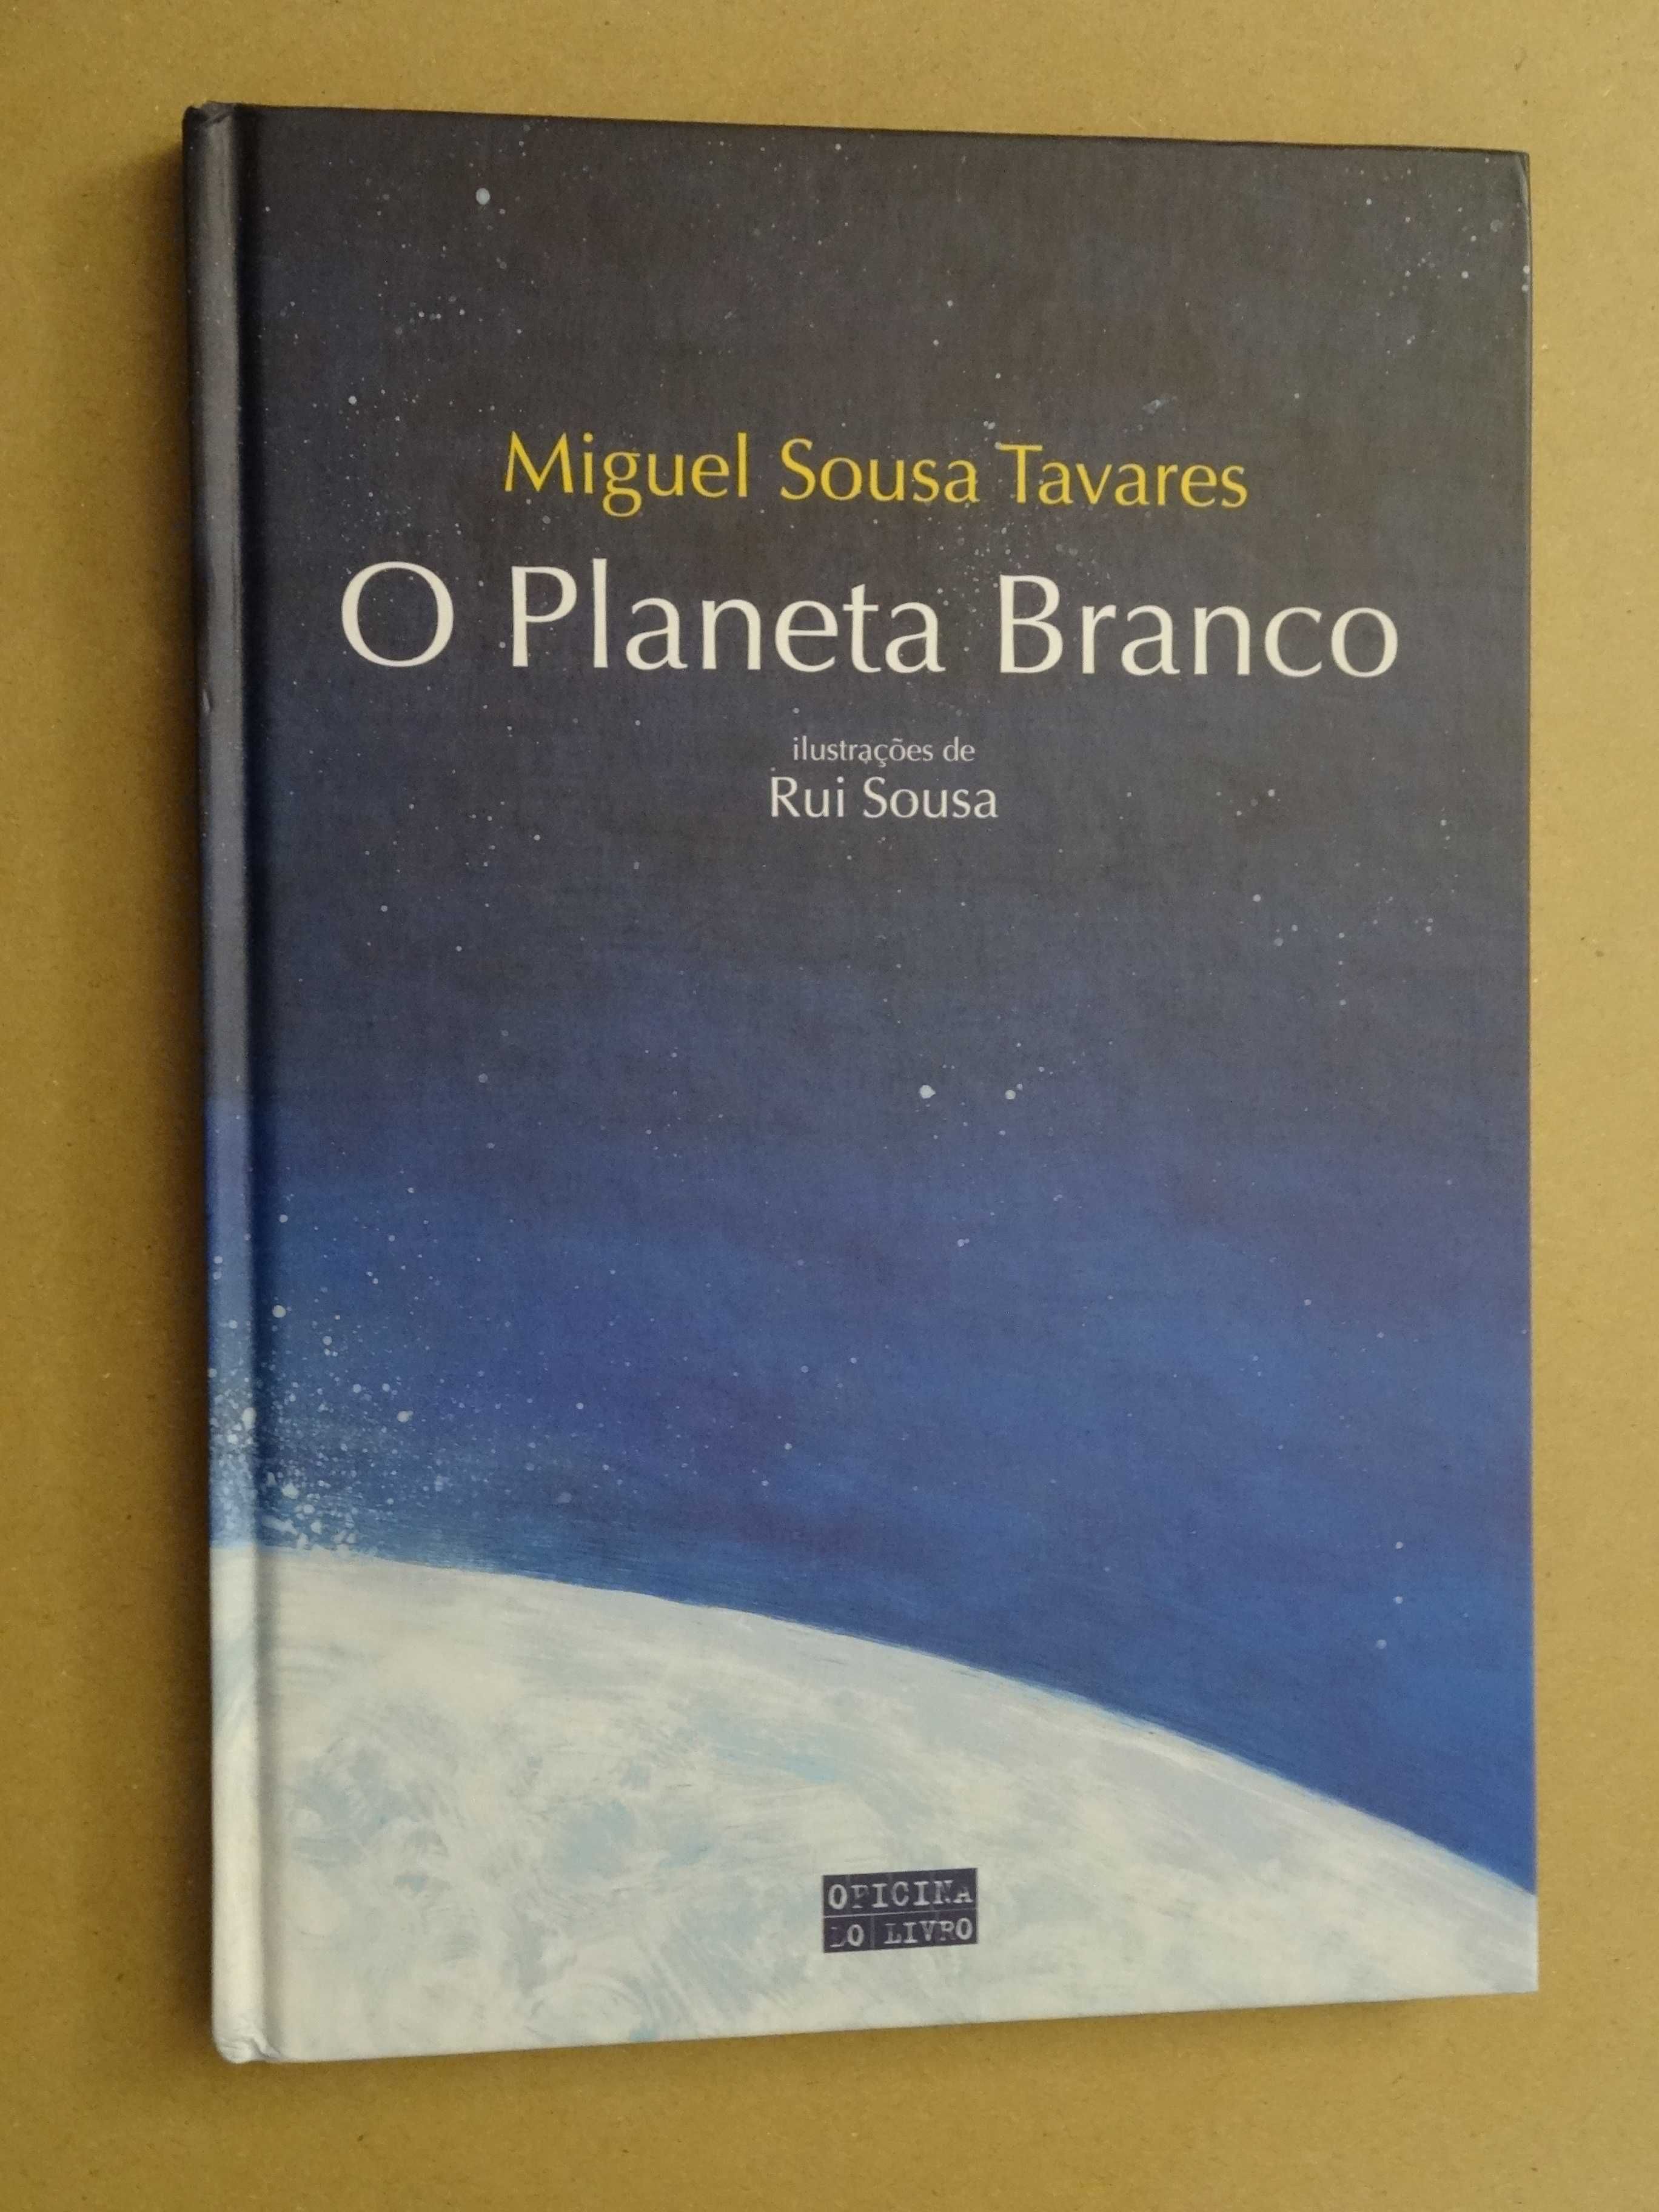 Miguel Sousa Tavares
O Planeta Branco
ilustrações de
Rui Sousa
OFICINA
DO LIVRO